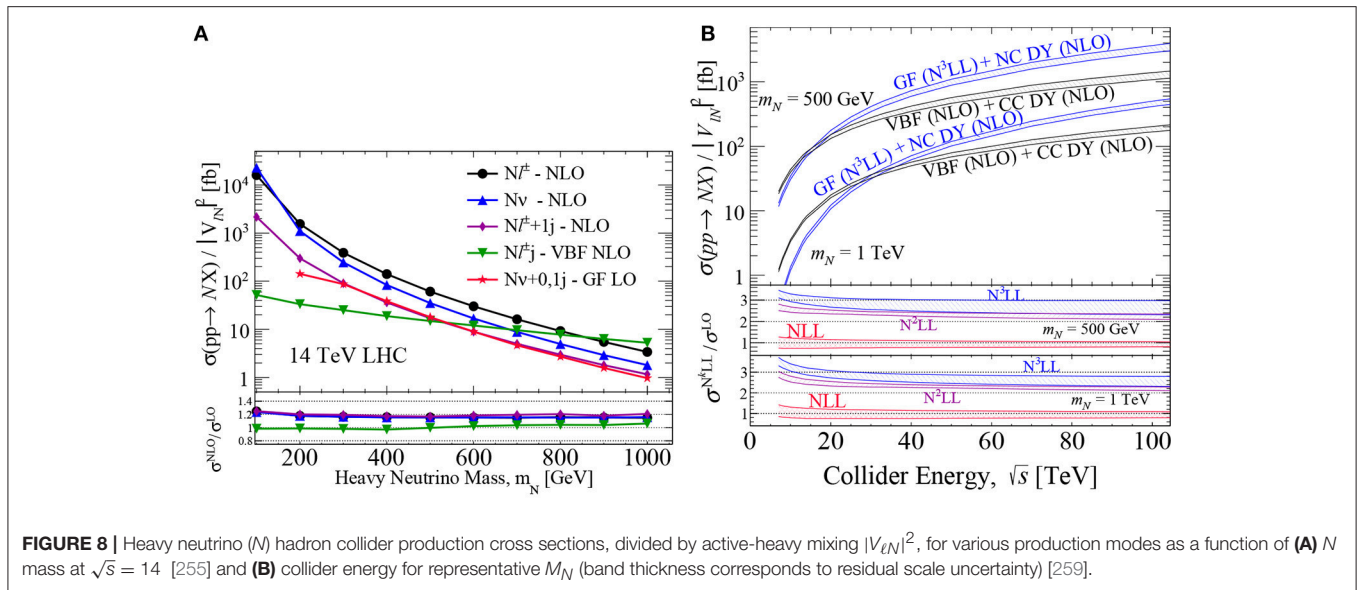 A
σ(pp→ NX) / |V_lN|² [fb]
10⁴
10³
10²
10
1
Nl± - NLO
Nν - NLO
Nl±+1j - NLO
Nl±j - VBF NLO
Nν+0,1j - GF LO
14 TeV LHC
σ^NLO/σ^LO
1.4
1.2
1
0.8
200 400 600 800 1000
Heavy Neutrino Mass, m_N [GeV]
B
σ(pp→ NX) / |V_lN|² [fb]
10³
10²
10
1
GF (N³LL) + NC DY (NLO)
m_N = 500 GeV
VBF (NLO) + CC DY (NLO)
GF (N³LL) + NC DY (NLO)
VBF (NLO) + CC DY (NLO)
m_N = 1 TeV
σ^N^kLL / σ^LO
3
2
1
N³LL
N²LL
m_N = 500 GeV
NLL
3
2
1
N³LL
N²LL
m_N = 1 TeV
NLL
0 20 40 60 80 100
Collider Energy, √s [TeV]
FIGURE 8 | Heavy neutrino (N) hadron collider production cross sections, divided by active-heavy mixing |V_ℓN|², for various production modes as a function of (A) N
mass at √s = 14 [255] and (B) collider energy for representative M_N (band thickness corresponds to residual scale uncertainty) [259].